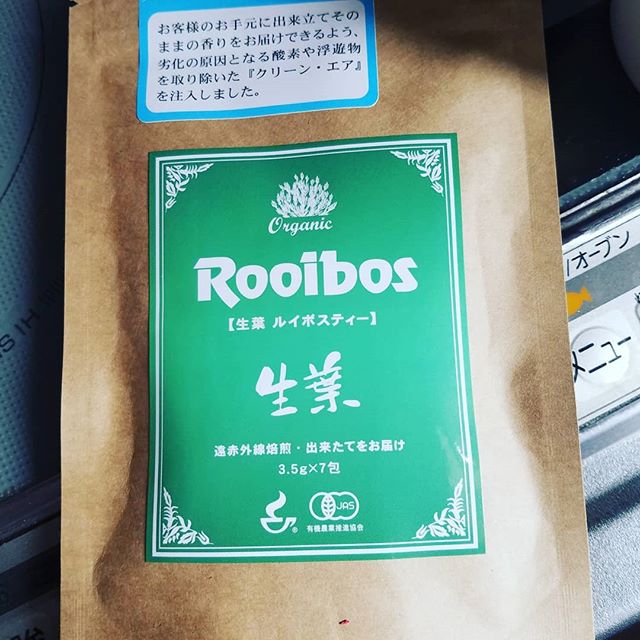 お客様のお手元に出来立てその
ままの香りをお届けできるよう、
劣化の原因となる酸素や浮遊物
を取り除いた『クリーン・エア』
を注入しました。
Organic
Rooibos
【生葉 ルイボスティー】
生葉
遠赤外線焙煎・出来たてをお届け
3.5g×7包
®
JAS
有機農業推進協会
/オーブン
メニュー